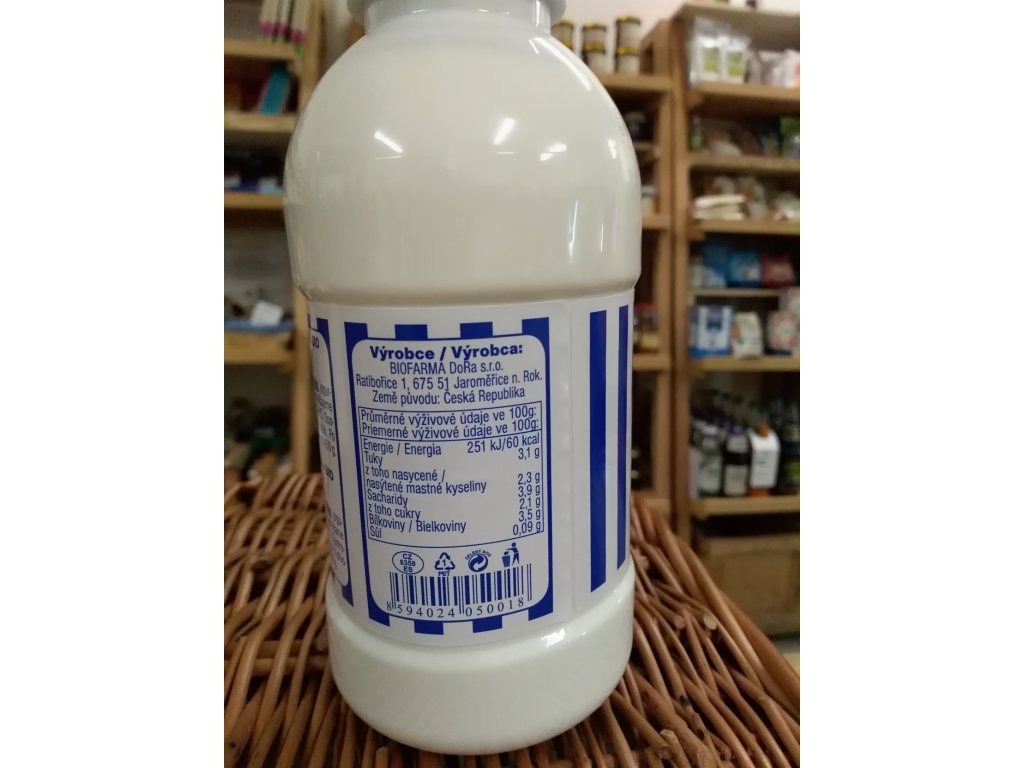 Výrobce / Výrobca:
BIOFARMA DoRa s.r.o.
Ratibořice 1, 675 51 Jaroměřice n. Rok.
Země původu: Česká Republika
Průměrné výživové údaje ve 100g:
Priemerné výživové údaje ve 100g:
Energie / Energia 251 kJ/60 kcal
Tuky 3,1 g
z toho nasycené /
nasýtené mastné kyseliny 2,3 g
Sacharidy 3,9 g
z toho cukry 2,1 g
Bílkoviny / Bielkoviny 3,5 g
Sůl 0,09 g
CZ
6359
ES
1
PET
ZELENÝ BOD
8 594024 050018